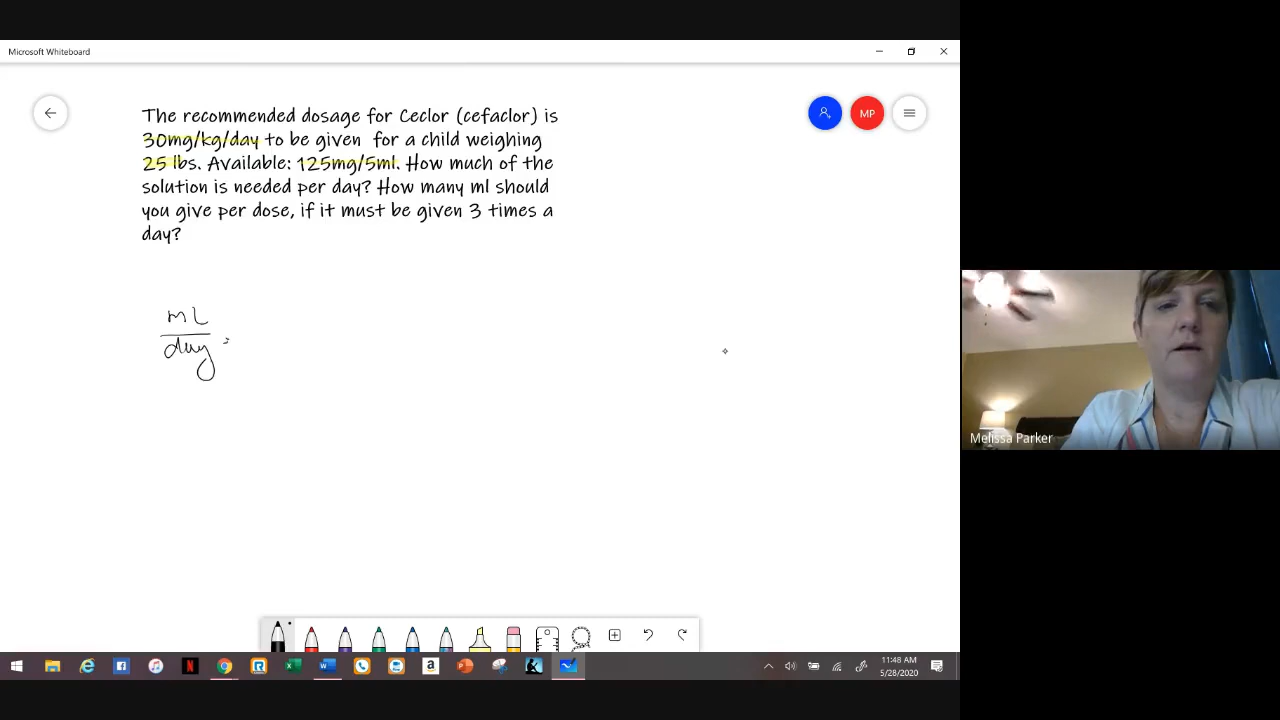 Microsoft Whiteboard
MP
The recommended dosage for Ceclor (cefaclor) is
30mg/kg/day to be given for a child weighing
25 lbs. Available: 125mg/5ml. How much of the
solution is needed per day? How many ml should
you give per dose, if it must be given 3 times a
day?
mL
day =
Melissa Parker
11:48 AM
5/28/2020